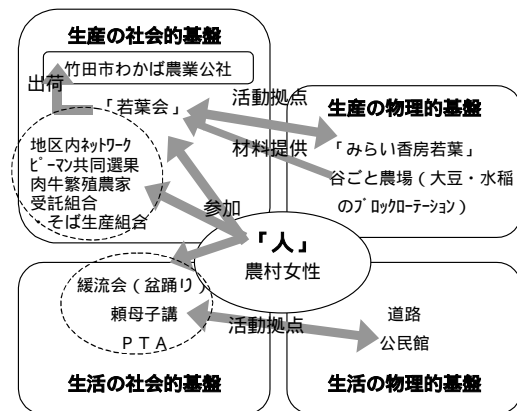 生産の社会的基盤
竹田市わかば農業公社
出荷
「若葉会」
地区内ネットワーク
ピーマン共同選果
肉牛繁殖農家
受託組合
・そば生産組合
活動拠点
材料提供
参加
生産の物理的基盤
「みらい香房若葉」
谷ごと農場（大豆・水稲
のブロックローテーション）
「人」
農村女性
緩流会（盆踊り）
頼母子講
ＰＴＡ
生活の社会的基盤
活動拠点
道路
公民館
生活の物理的基盤